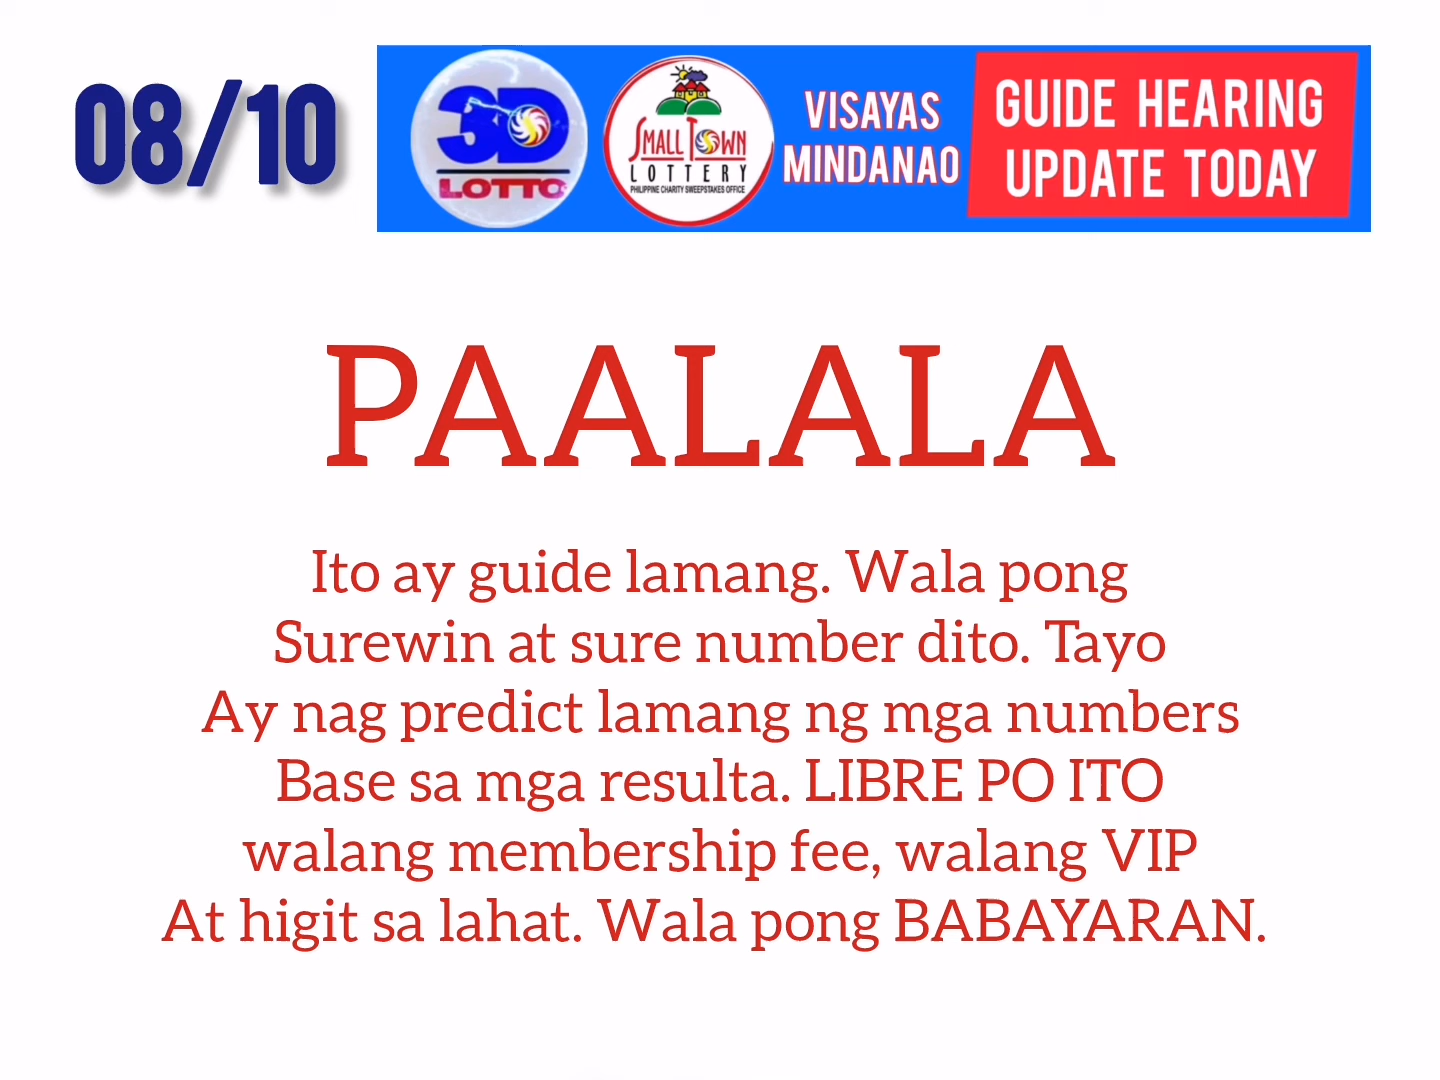 08/10
3D
LOTTO
SMALL TOWN
LOTTERY
PHILIPPINE CHARITY SWEEPSTAKES OFFICE
VISAYAS
MINDANAO
GUIDE HEARING
UPDATE TODAY
PAALALA
Ito ay guide lamang. Wala pong
Surewin at sure number dito. Tayo
Ay nag predict lamang ng mga numbers
Base sa mga resulta. LIBRE PO ITO
walang membership fee, walang VIP
At higit sa lahat. Wala pong BABAYARAN.